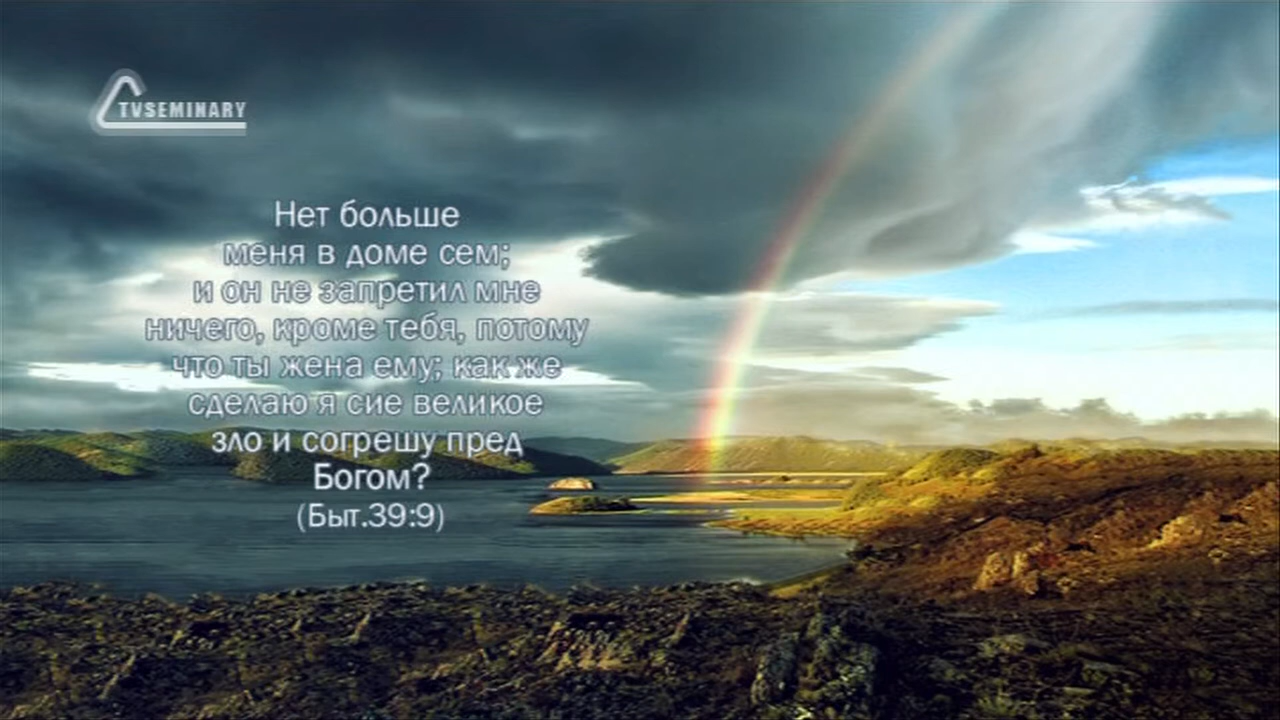 TVSEMINARY
Нет больше
меня в доме сем;
и он не запретил мне
ничего, кроме тебя, потому
что ты жена ему; как же
сделаю я сие великое
зло и согрешу пред
Богом?
(Быт.39:9)